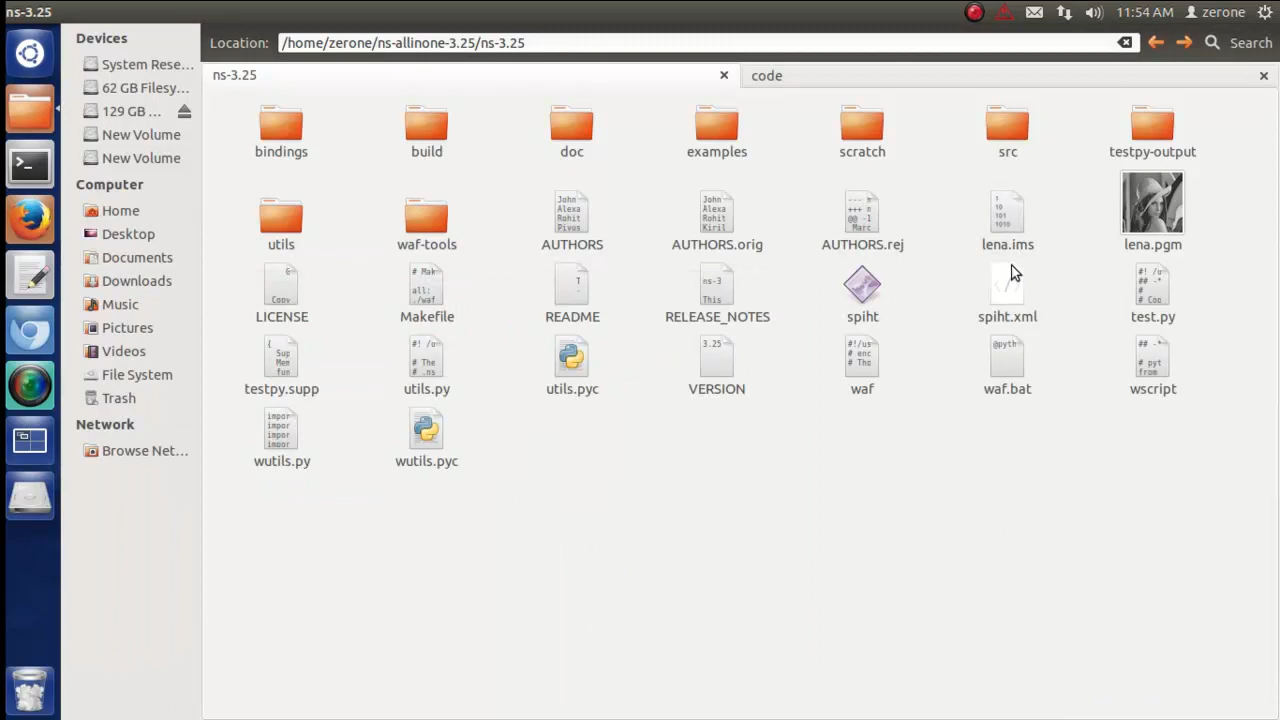 ns-3.25
11:54 AM
zerone
Devices
System Rese...
62 GB Filesy...
129 GB ...
New Volume
New Volume
Computer
Home
Desktop
Documents
Downloads
Music
Pictures
Videos
File System
Trash
Network
Browse Net...
Location: /home/zerone/ns-allinone-3.25/ns-3.25
Search
ns-3.25
code
bindings
build
doc
examples
scratch
src
testpy-output
utils
waf-tools
AUTHORS
AUTHORS.orig
AUTHORS.rej
lena.ims
lena.pgm
LICENSE
Makefile
README
RELEASE_NOTES
spiht
spiht.xml
test.py
testpy.supp
utils.py
utils.pyc
VERSION
waf
waf.bat
wscript
wutils.py
wutils.pyc